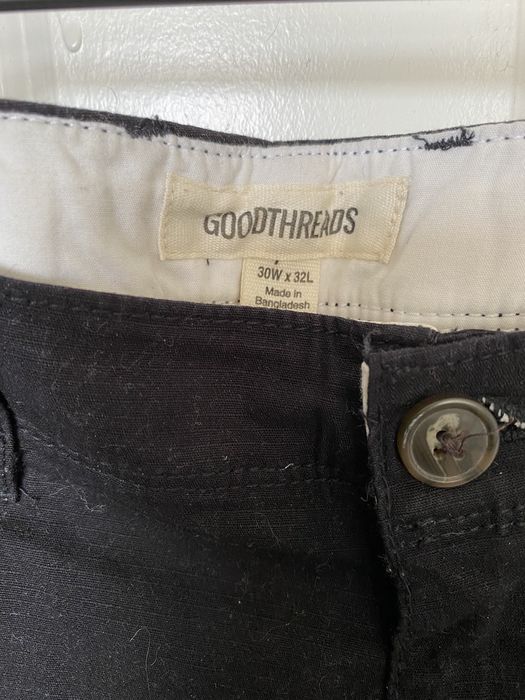 GOODTHREADS
30W x 32L
Made in
Bangladesh